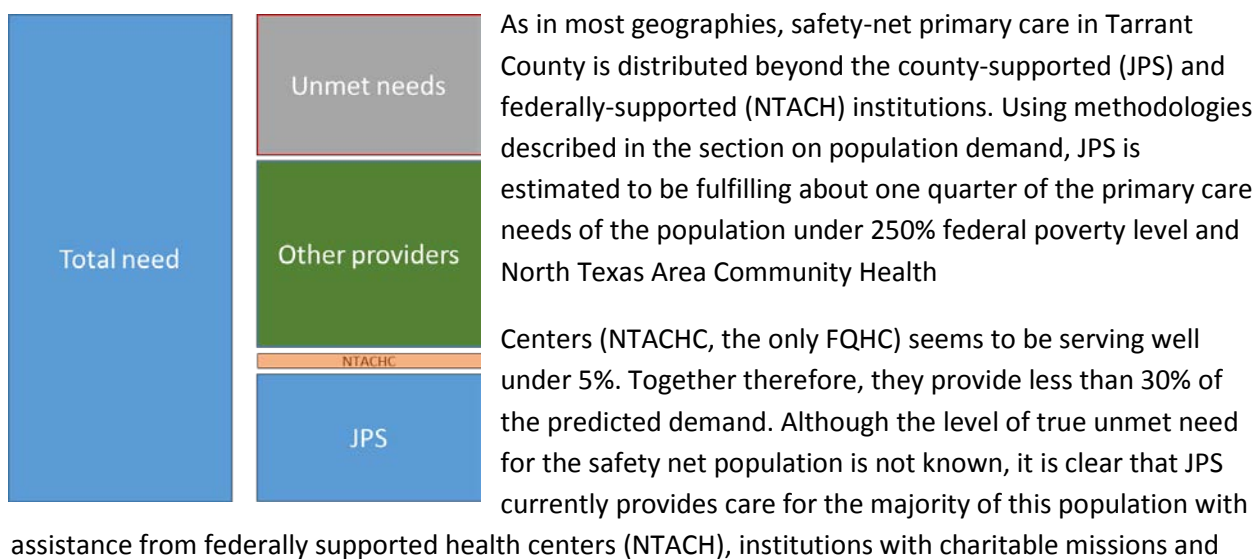 Total need
Unmet needs
Other providers
NTACHC
JPS
As in most geographies, safety-net primary care in Tarrant
County is distributed beyond the county-supported (JPS) and
federally-supported (NTACH) institutions. Using methodologies
described in the section on population demand, JPS is
estimated to be fulfilling about one quarter of the primary care
needs of the population under 250% federal poverty level and
North Texas Area Community Health
Centers (NTACHC, the only FQHC) seems to be serving well
under 5%. Together therefore, they provide less than 30% of
the predicted demand. Although the level of true unmet need
for the safety net population is not known, it is clear that JPS
currently provides care for the majority of this population with
assistance from federally supported health centers (NTACH), institutions with charitable missions and